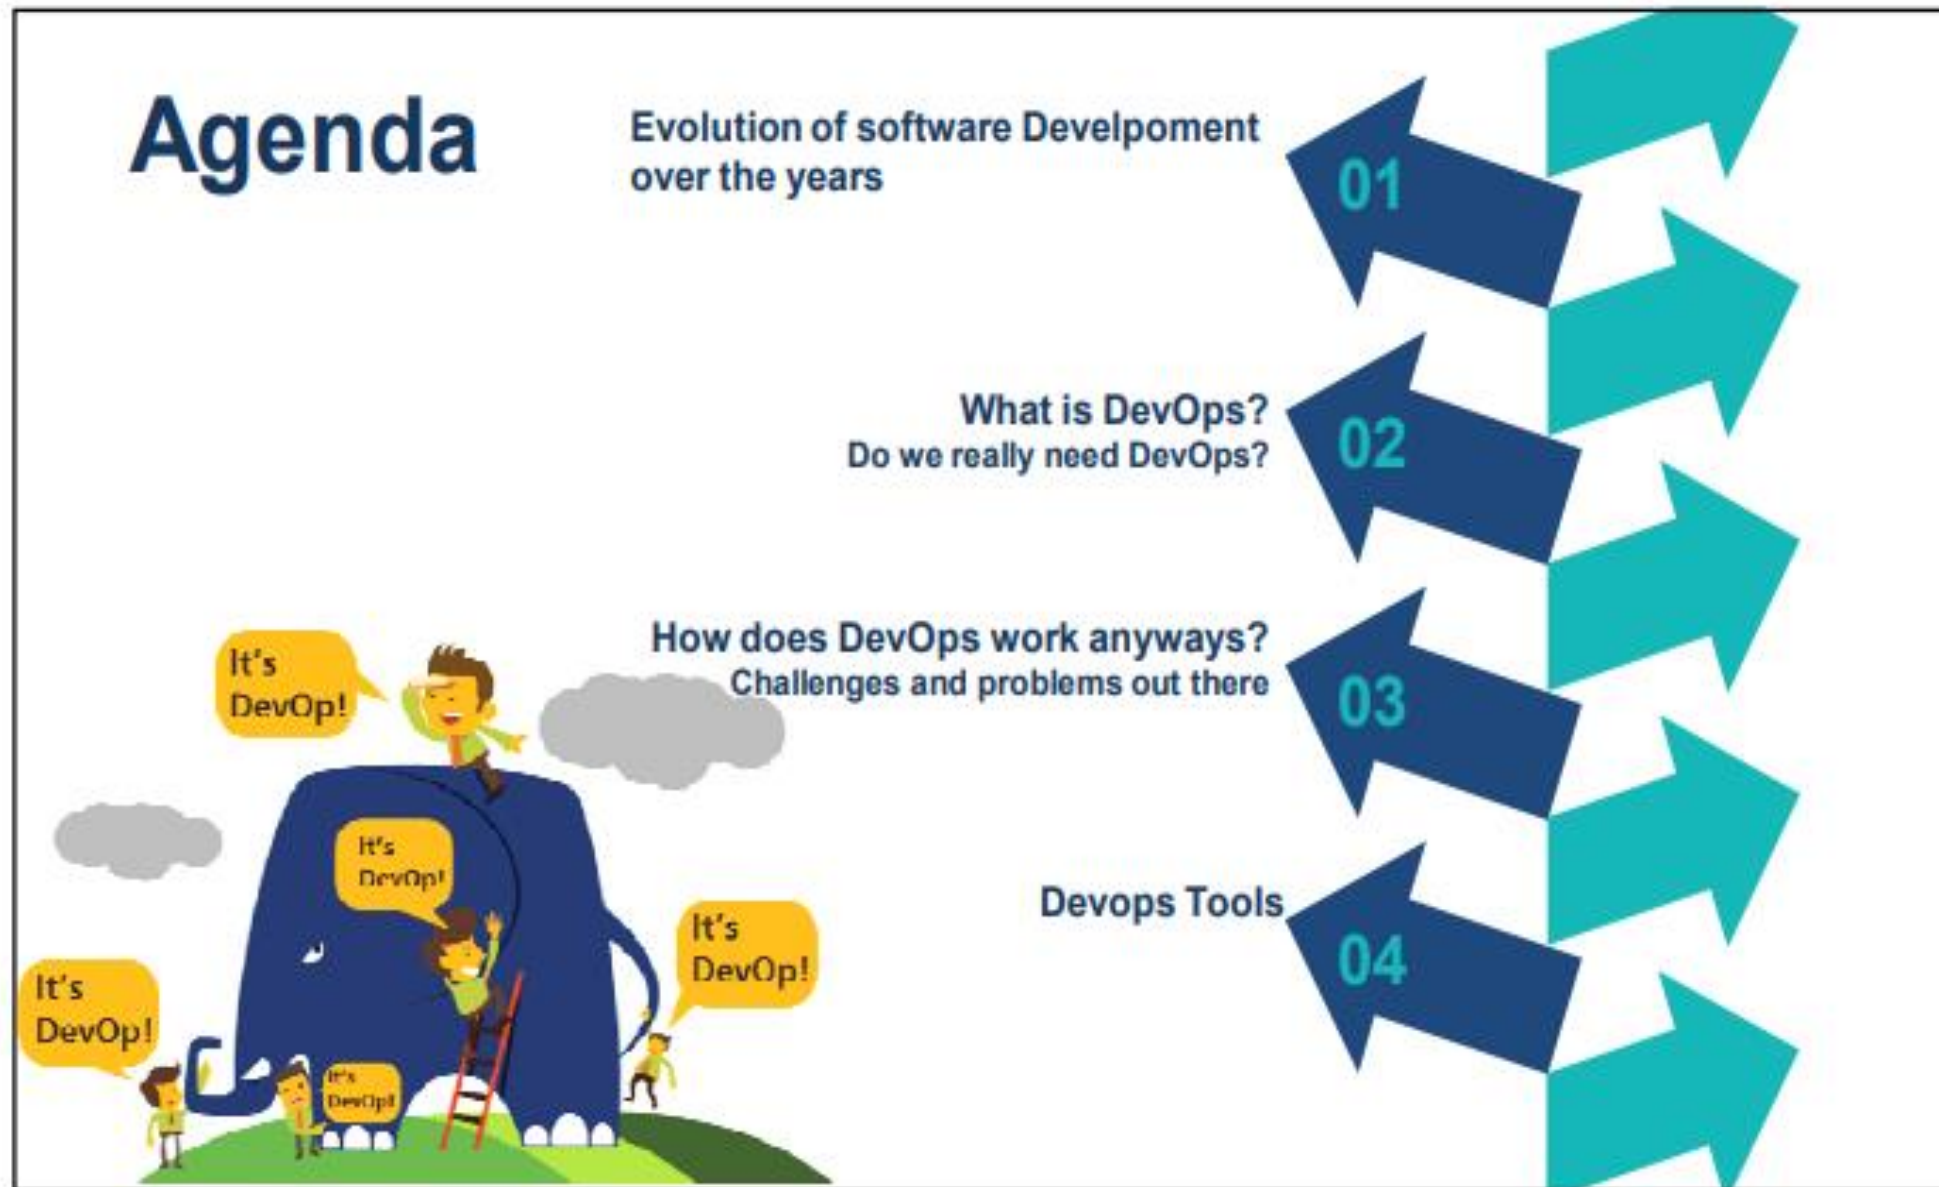 Agenda
Evolution of software Develpoment
over the years
01
What is DevOps?
Do we really need DevOps?
02
How does DevOps work anyways?
Challenges and problems out there
03
Devops Tools
04
It's
DevOp!
It's
DevOp!
It's
DevOp!
It's
DevOp!
It's
DevOp!